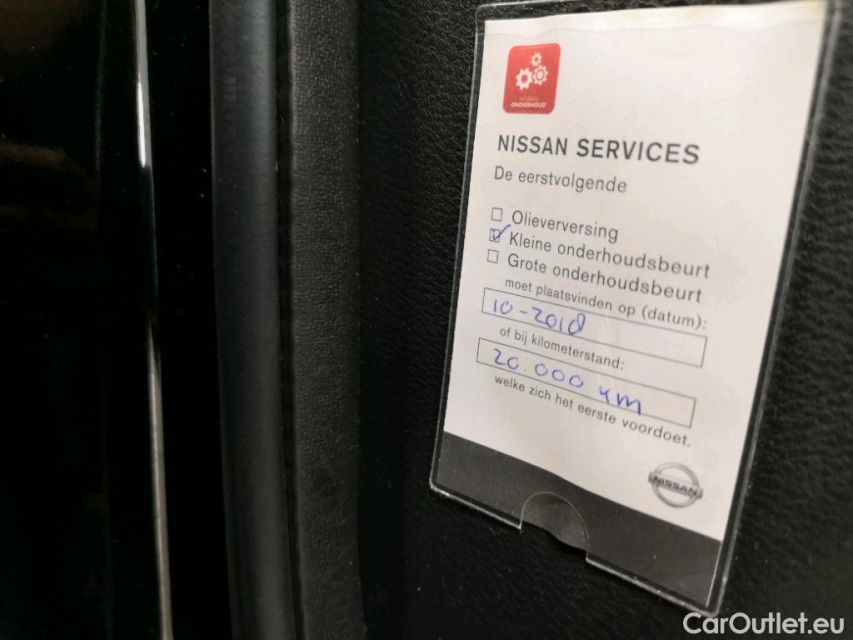 ONDERHOUD
NISSAN SERVICES
De eerstvolgende
Olieverversing
Kleine onderhoudsbeurt
Grote onderhoudsbeurt
moet plaatsvinden op (datum):
10-2018
of bij kilometerstand:
20.000 km
welke zich het eerste voordoet.
NISSAN
CarOutlet.eu